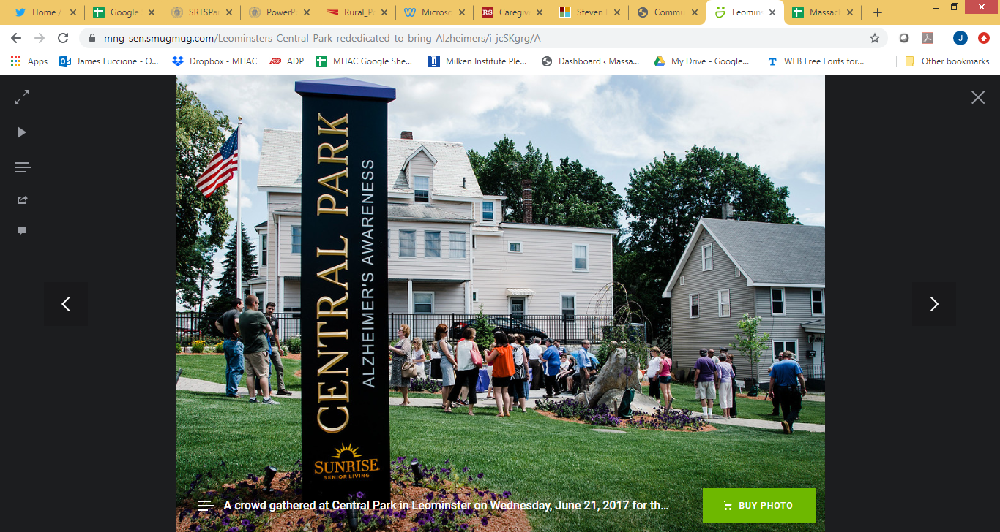 Home /
Google
SRTSPar
PowerP
Rural_P
Microso
Caregiv
Steven
Commu
Leomins
Massac
mng-sen.smugmug.com/Leominsters-Central-Park-rededicated-to-bring-Alzheimers/i-jcSKgrg/A
J
Apps
James Fuccione - O...
Dropbox - MHAC
ADP
MHAC Google She...
Milken Institute Ple...
Dashboard ‹ Massa...
My Drive - Google...
WEB Free Fonts for...
Other bookmarks
CENTRAL PARK
ALZHEIMER'S AWARENESS
SUNRISE
SENIOR LIVING
A crowd gathered at Central Park in Leominster on Wednesday, June 21, 2017 for th...
BUY PHOTO